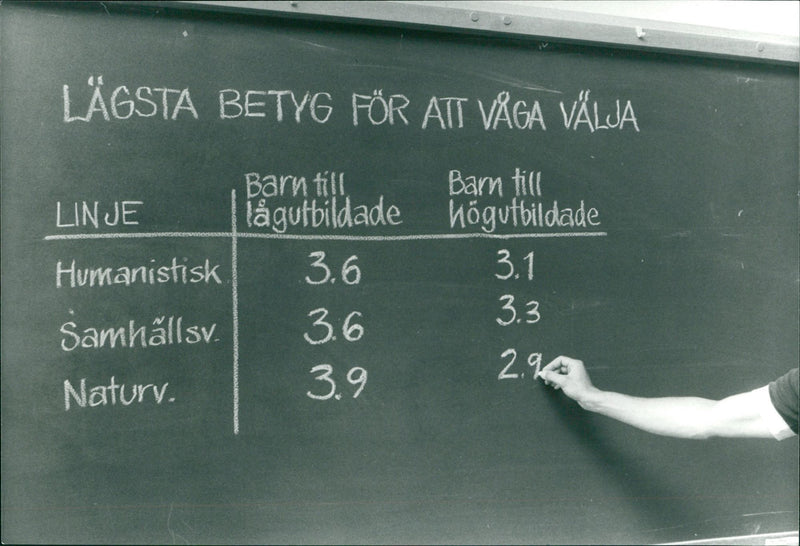 LÄGSTA BETYG FÖR ATT VÅGA VÄLJA
LINJE Barn till lågutbildade Barn till högutbildade
Humanistisk 3.6 3.1
Samhällsv. 3.6 3.3
Naturv. 3.9 2.9